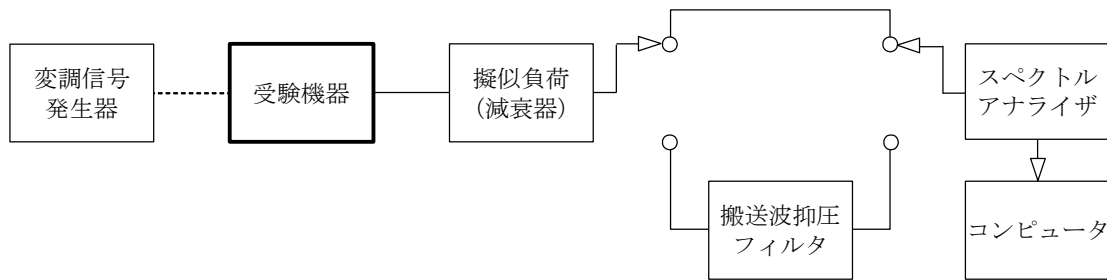 変調信号
発生器
受験機器
擬似負荷
（減衰器）
スペクトル
アナライザ
搬送波抑圧
フィルタ
コンピュータ